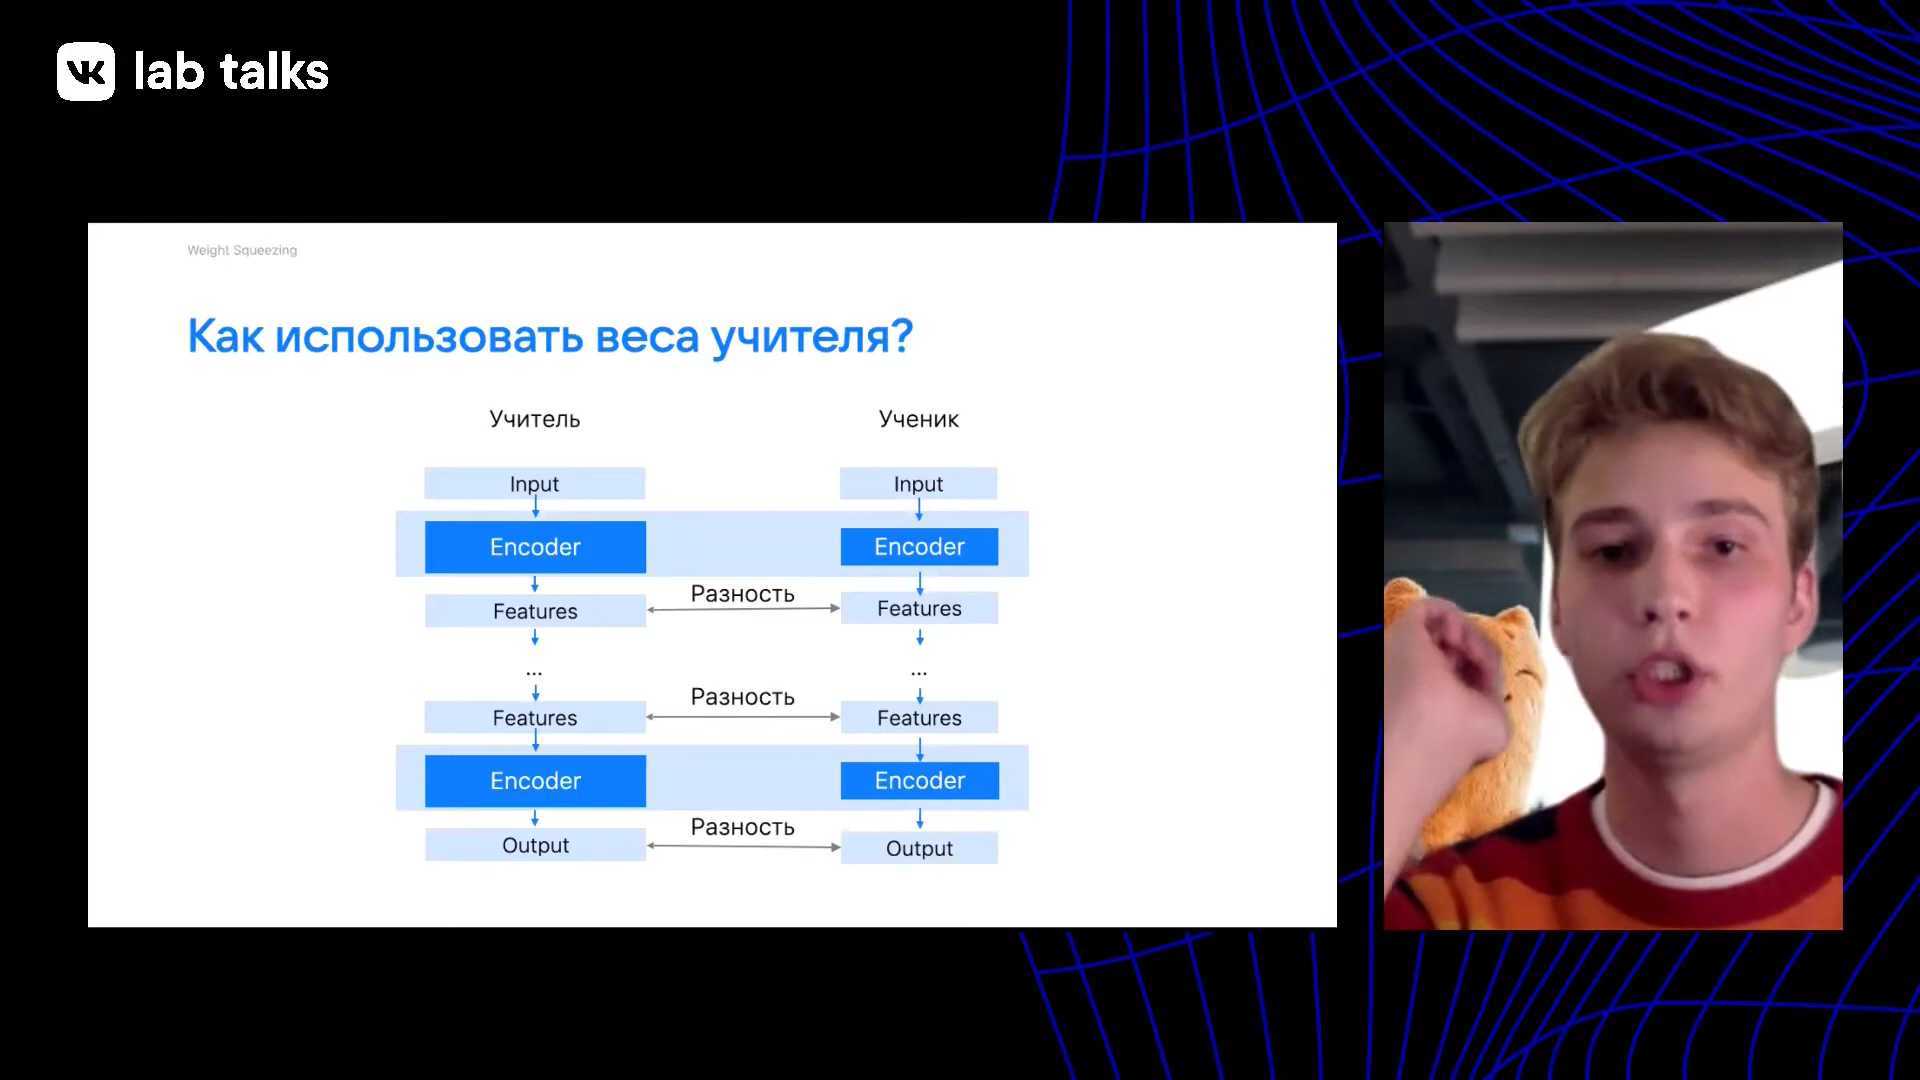 VK lab talks
Weight Squeezing
Как использовать веса учителя?
Учитель Ученик
Input Input
Encoder Encoder
Разность
Features Features
... ...
Разность
Features Features
Encoder Encoder
Разность
Output Output